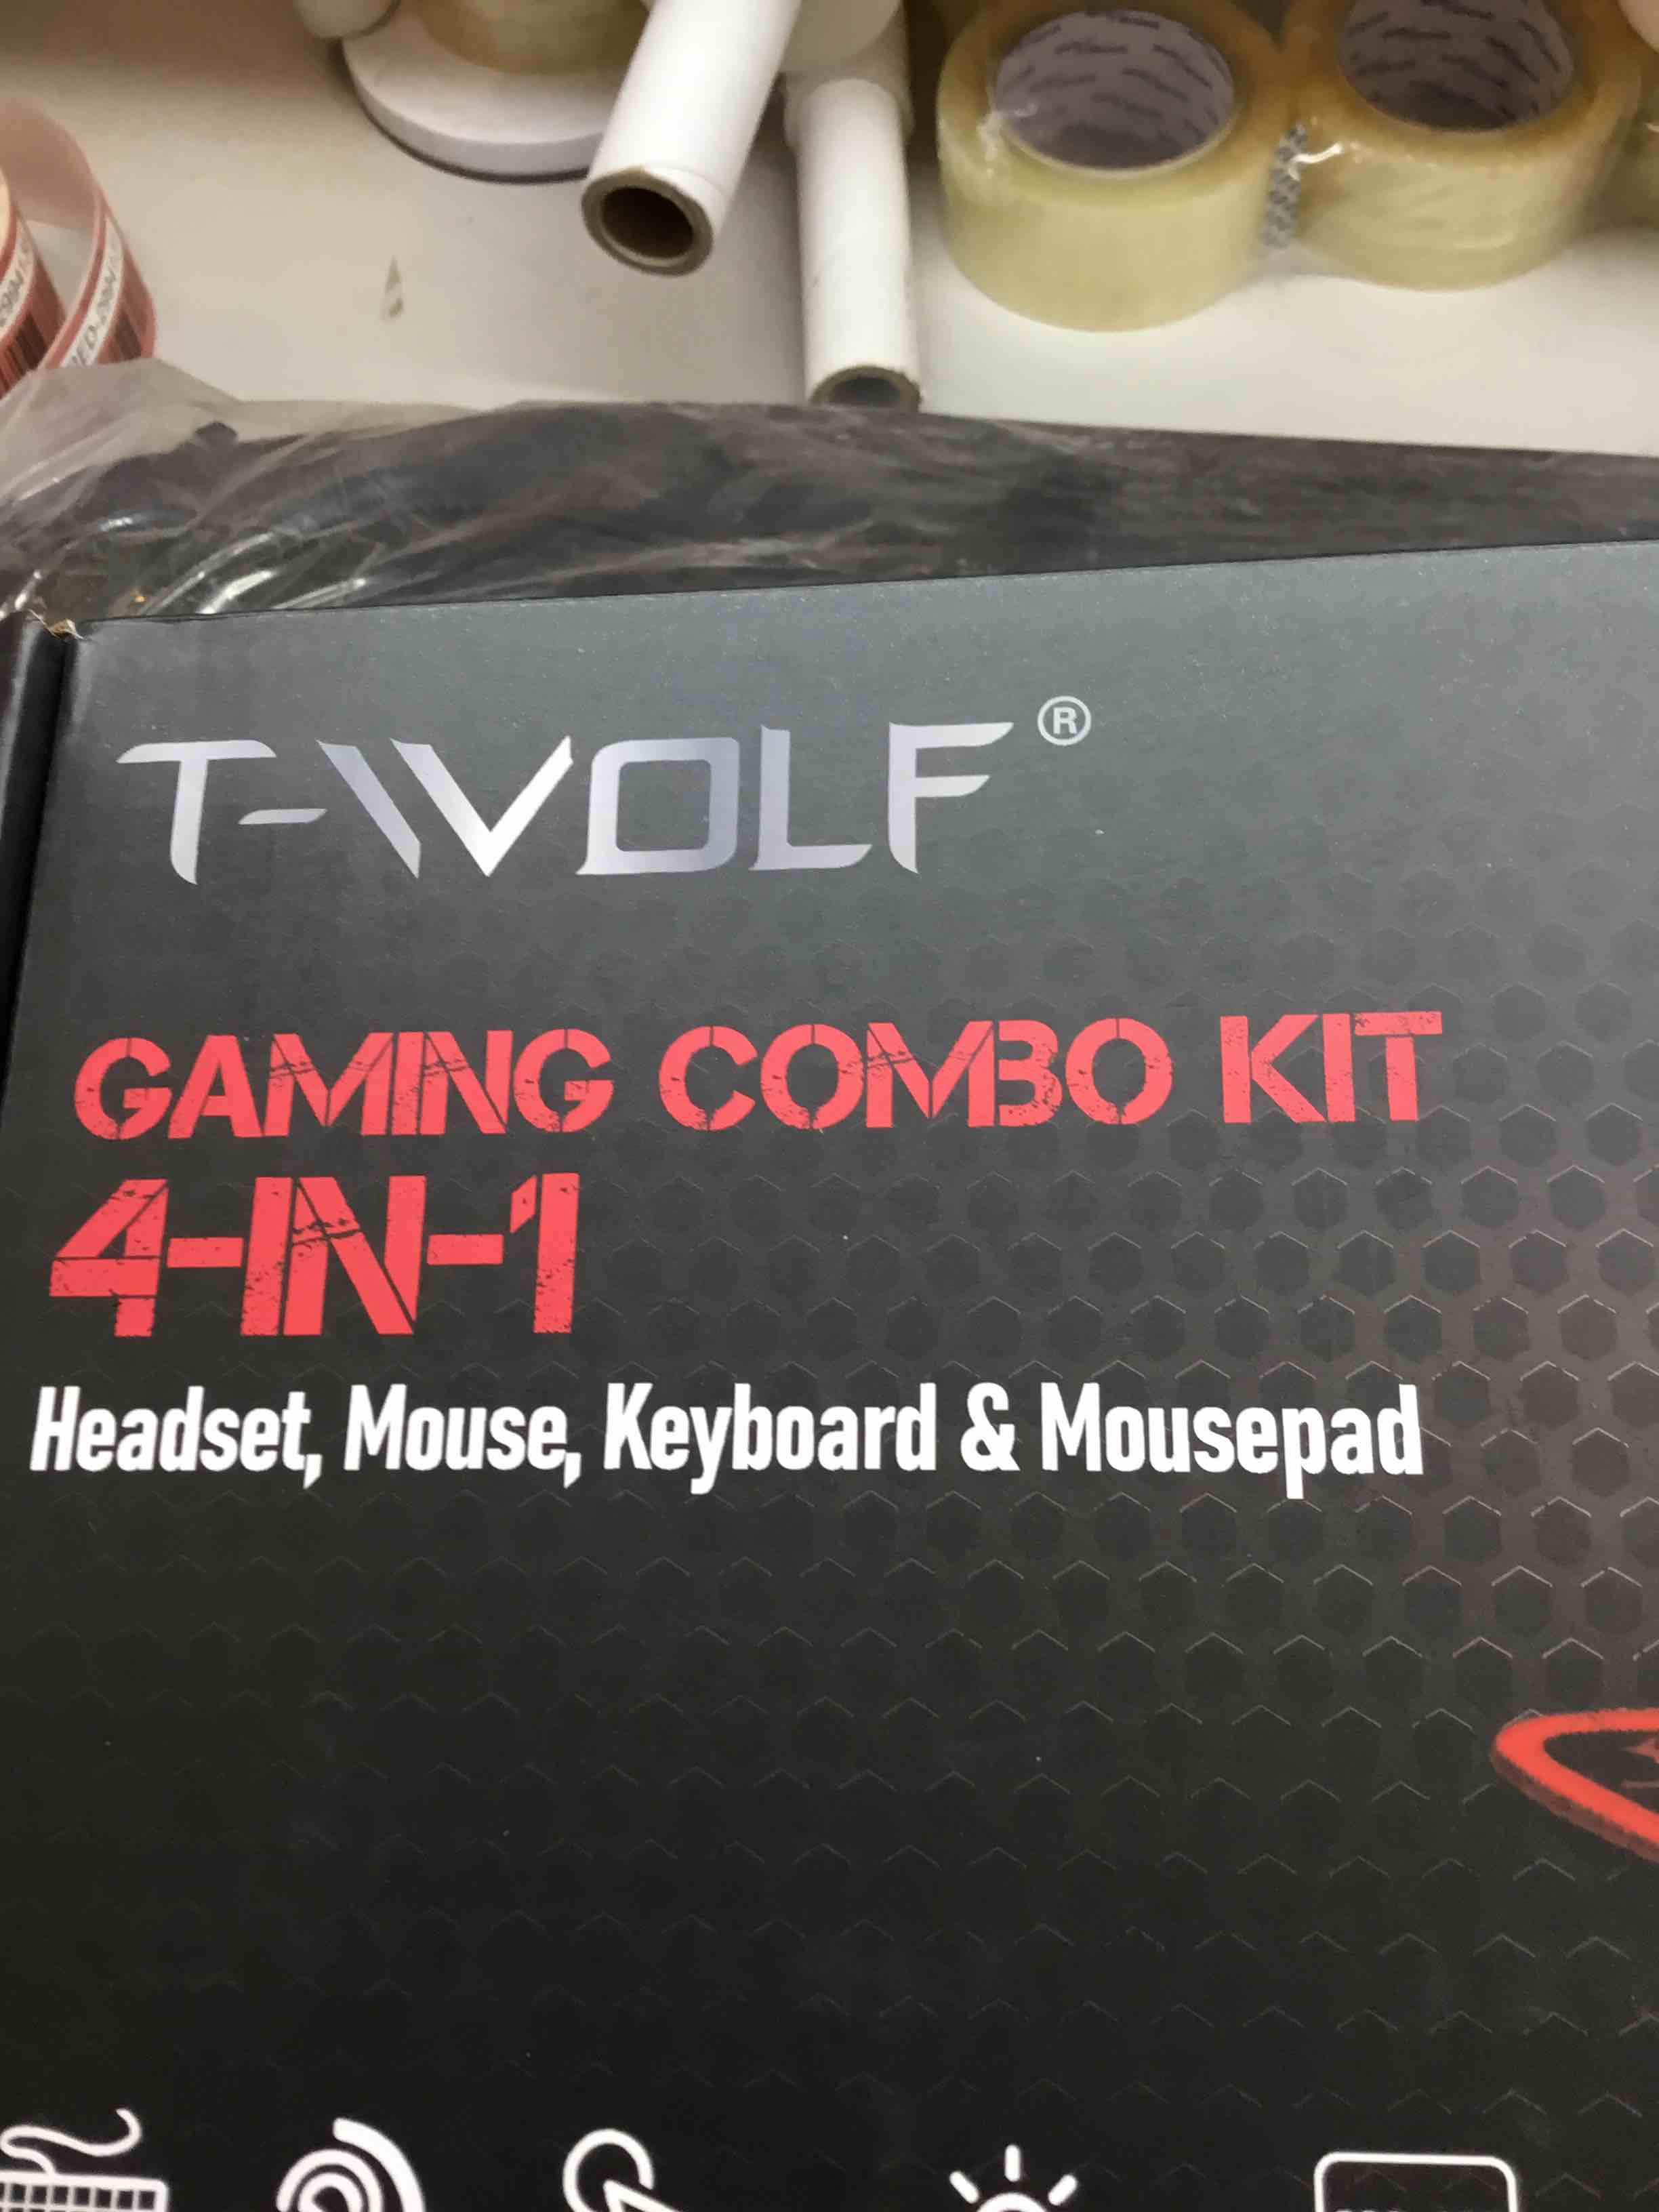 T-WOLF®
GAMING COMBO KIT
4-IN-1
Headset, Mouse, Keyboard & Mousepad